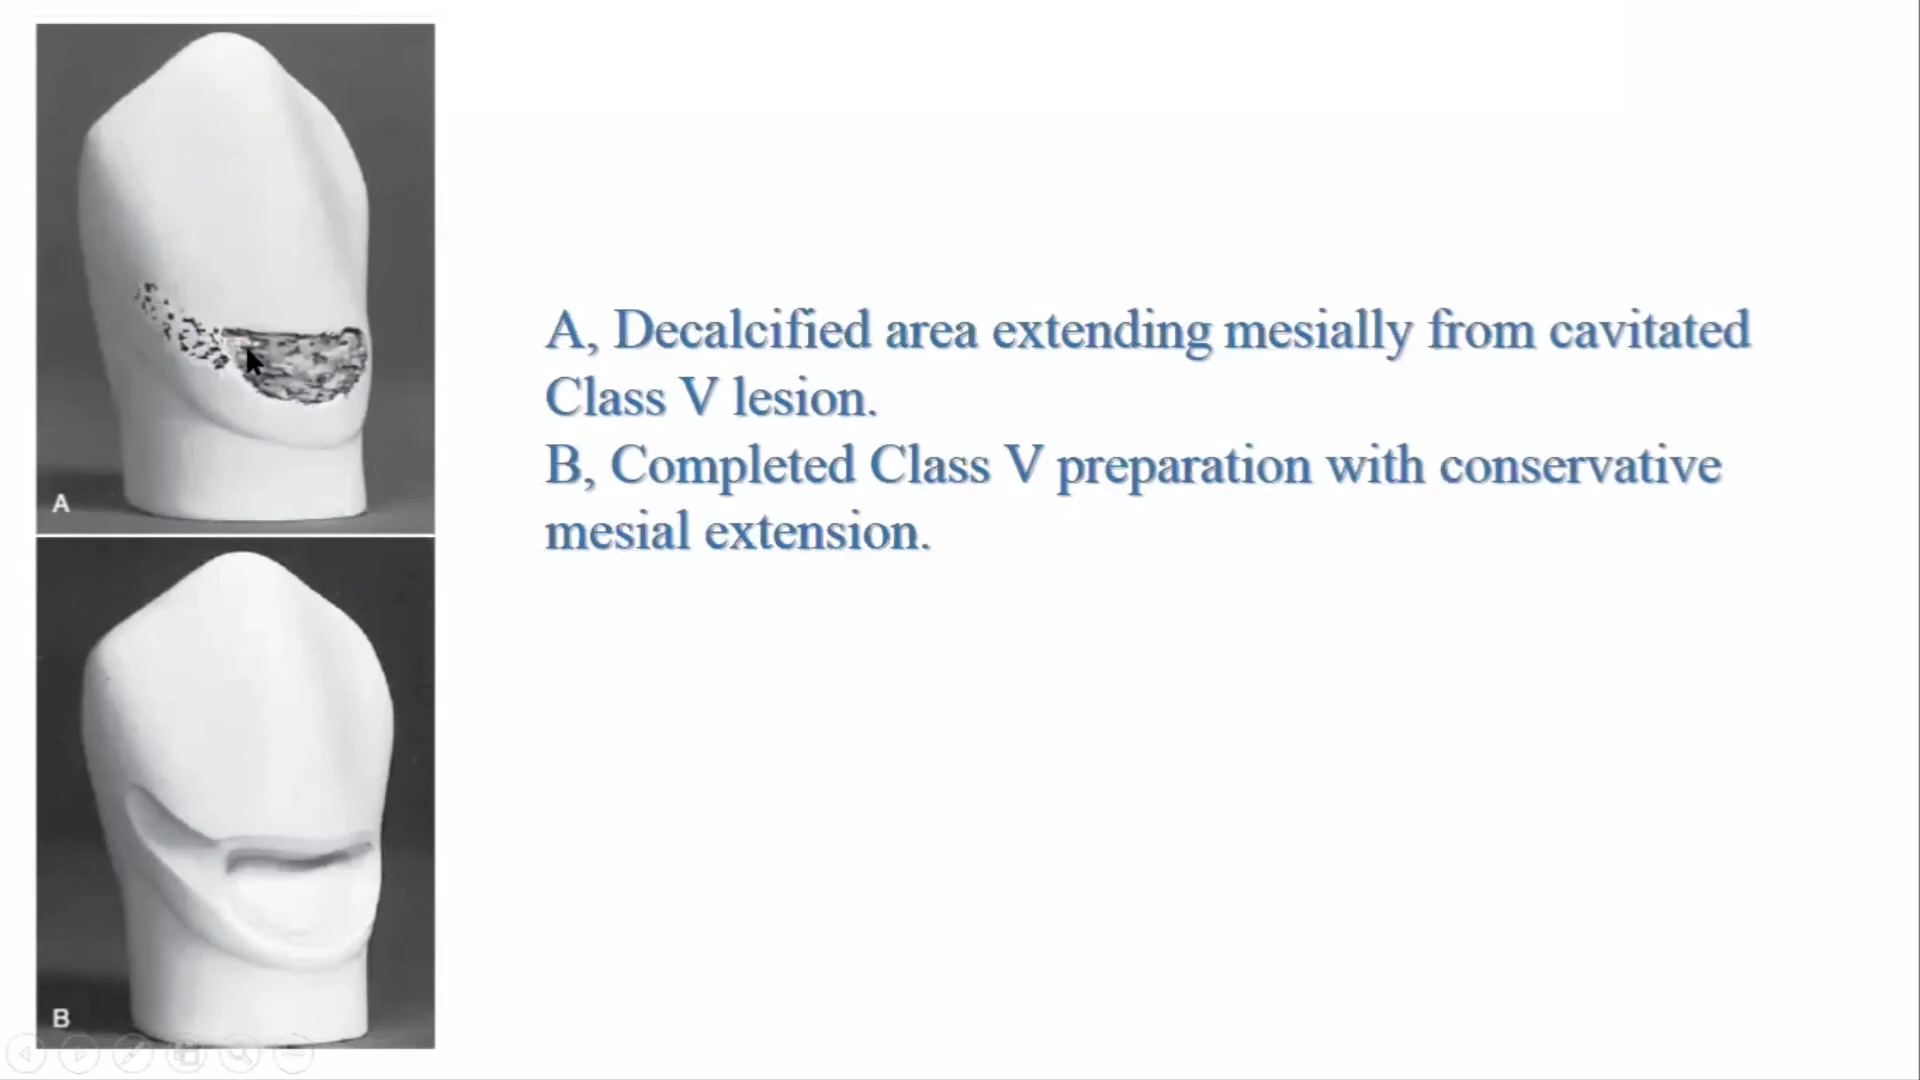 A
A, Decalcified area extending mesially from cavitated
Class V lesion.
B, Completed Class V preparation with conservative
mesial extension.
B